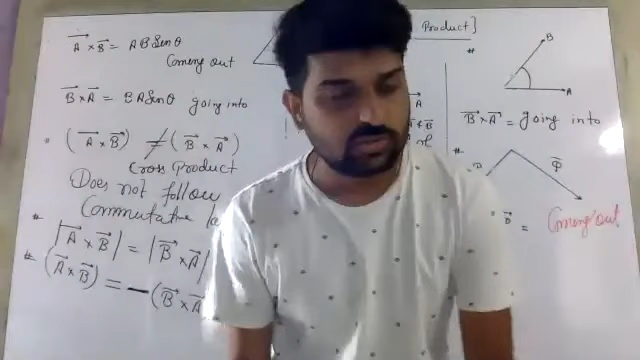 A⃗ × B⃗ = AB Sinθ
Coming out
B⃗ × A⃗ = BA Sinθ going into
(A⃗ × B⃗) ≠ (B⃗ × A⃗)
Cross Product
Does not follow
Commutative
# |A⃗ × B⃗| = |B⃗ × A⃗|
# (A⃗ × B⃗) = −(B⃗ × A⃗
Product]
#
B
A
B⃗ × A⃗ = going into
#
= Coming out